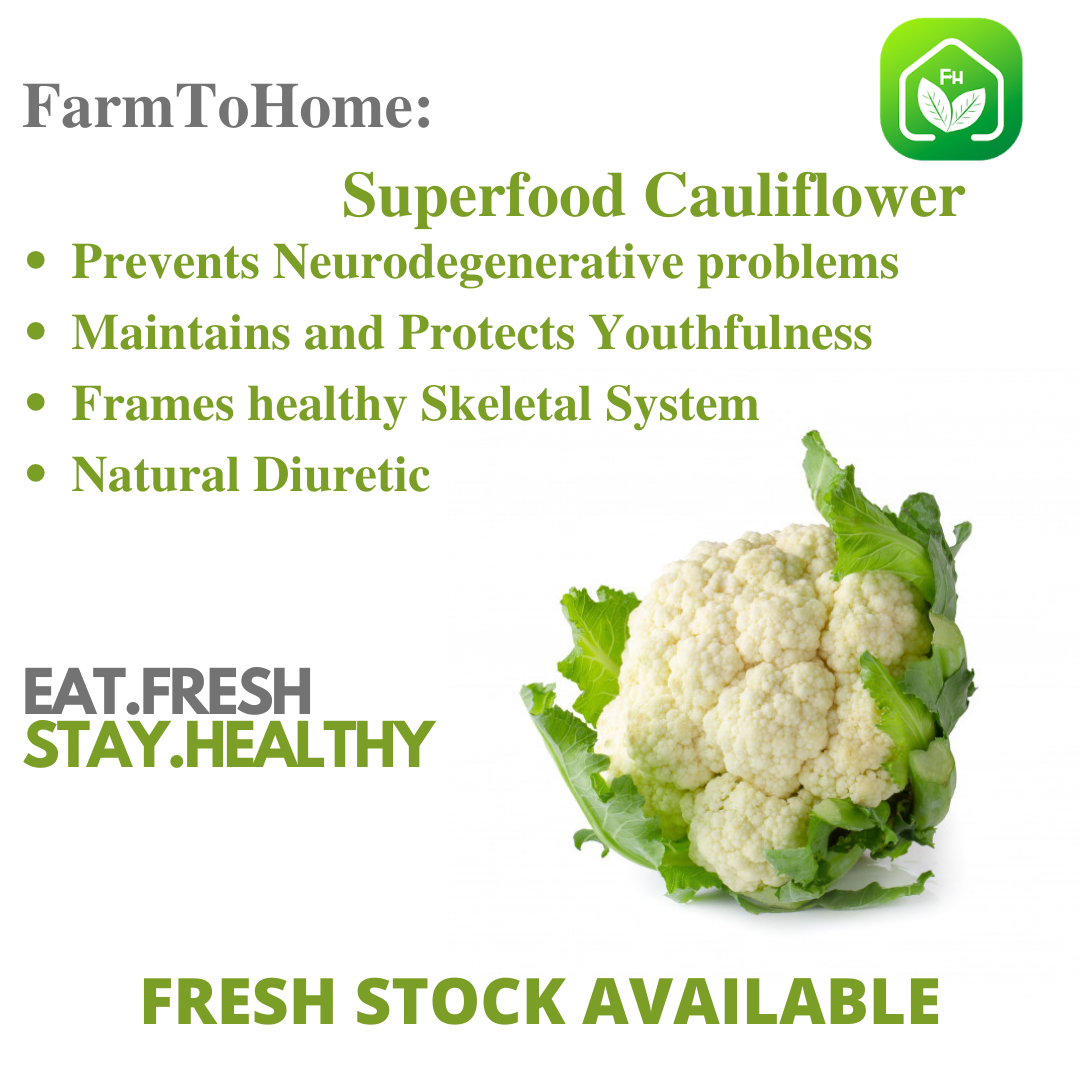 FH
FarmToHome:
Superfood Cauliflower
• Prevents Neurodegenerative problems
• Maintains and Protects Youthfulness
• Frames healthy Skeletal System
• Natural Diuretic
EAT.FRESH
STAY.HEALTHY
FRESH STOCK AVAILABLE